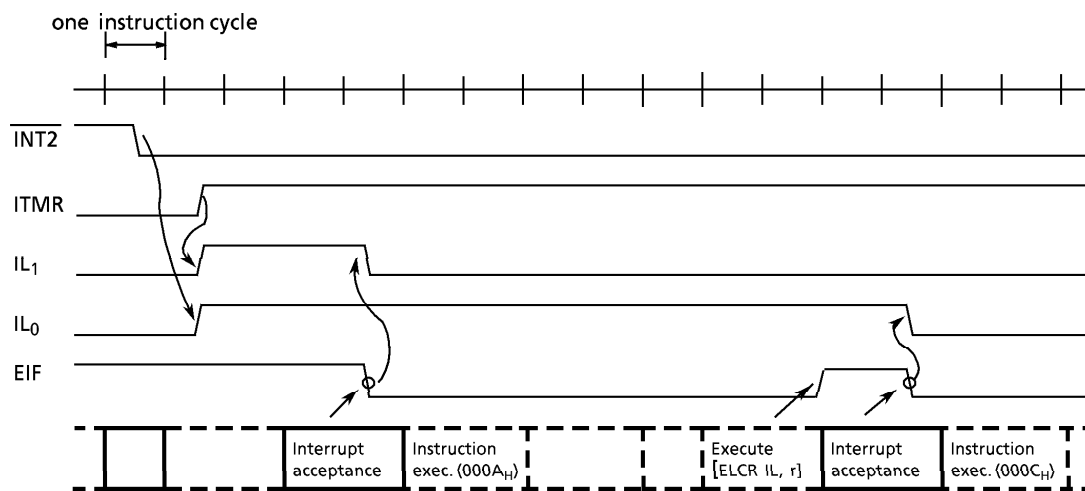 one instruction cycle
INT2
ITMR
IL1
IL0
EIF
Interrupt
acceptance
Instruction
exec. ⟨000AH⟩
Execute
[ELCR IL, r]
Interrupt
acceptance
Instruction
exec. ⟨000CH⟩